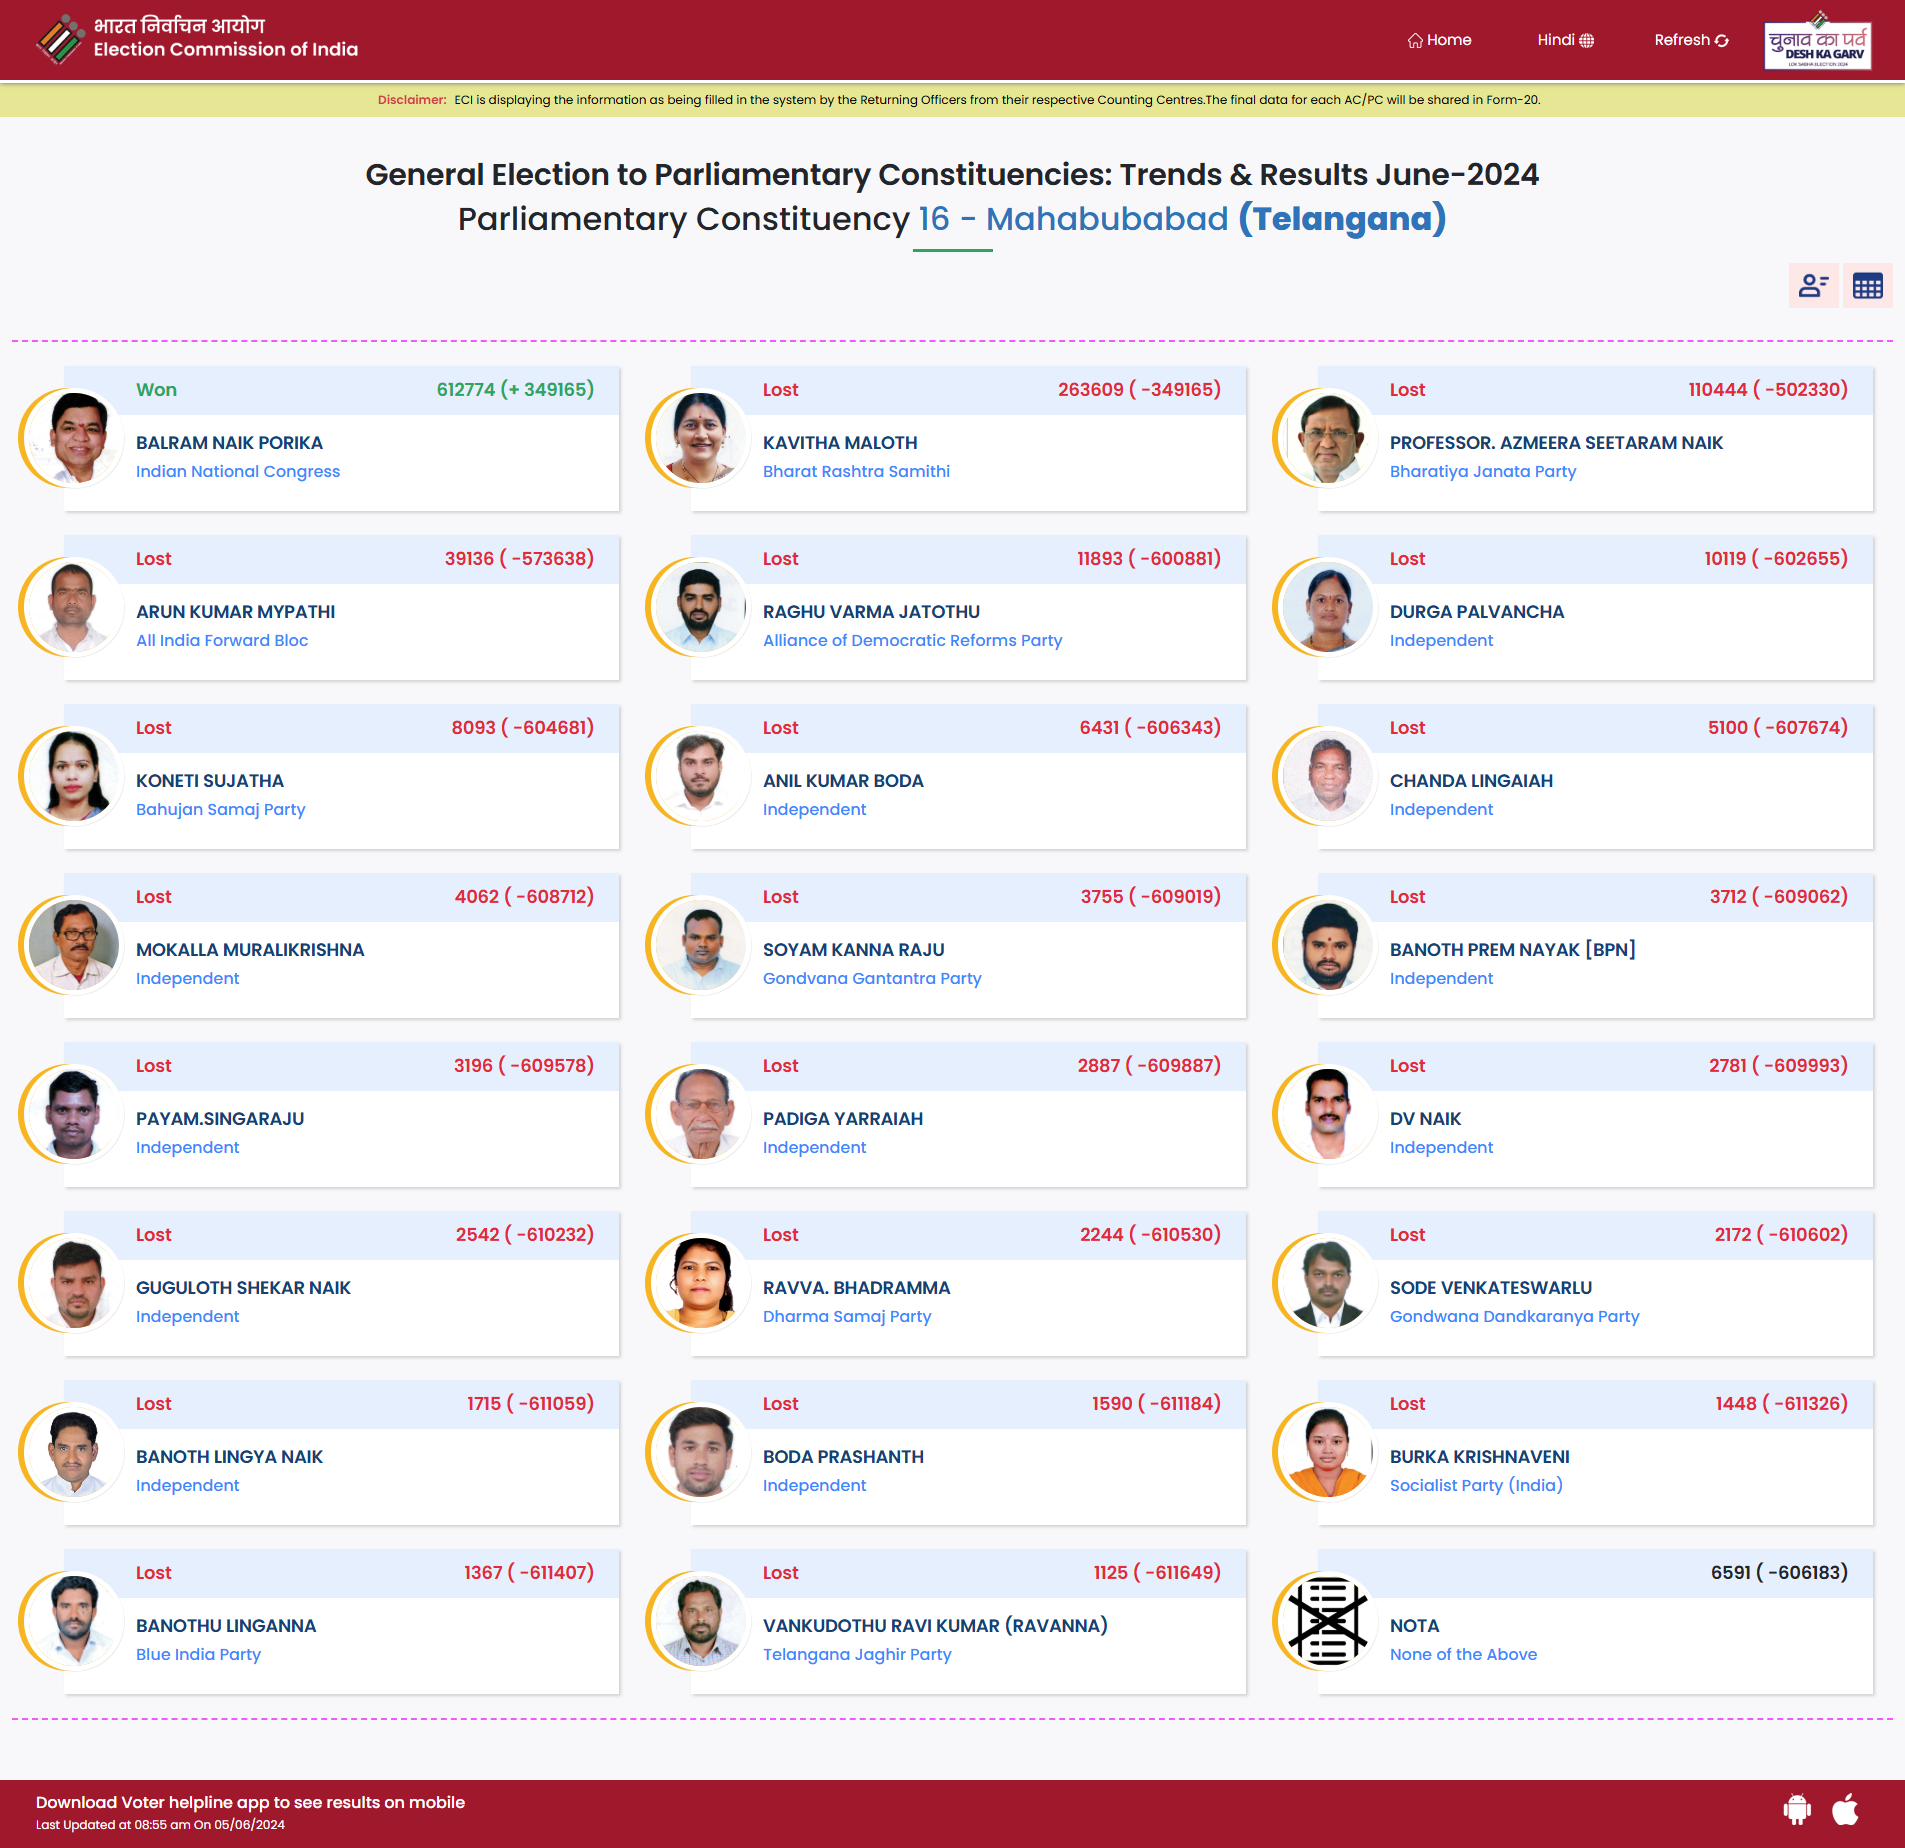 भारत निर्वाचन आयोग
Election Commission of India
Home
Hindi
Refresh
चुनाव का पर्व
DESH KA GARV
LOK SABHA ELECTION 2024
Disclaimer: ECI is displaying the information as being filled in the system by the Returning Officers from their respective Counting Centres.The final data for each AC/PC will be shared in Form-20.
General Election to Parliamentary Constituencies: Trends & Results June-2024
Parliamentary Constituency 16 - Mahabubabad (Telangana)
Won 612774 (+ 349165)
BALRAM NAIK PORIKA
Indian National Congress
Lost 263609 ( -349165)
KAVITHA MALOTH
Bharat Rashtra Samithi
Lost 110444 ( -502330)
PROFESSOR. AZMEERA SEETARAM NAIK
Bharatiya Janata Party
Lost 39136 ( -573638)
ARUN KUMAR MYPATHI
All India Forward Bloc
Lost 11893 ( -600881)
RAGHU VARMA JATOTHU
Alliance of Democratic Reforms Party
Lost 10119 ( -602655)
DURGA PALVANCHA
Independent
Lost 8093 ( -604681)
KONETI SUJATHA
Bahujan Samaj Party
Lost 6431 ( -606343)
ANIL KUMAR BODA
Independent
Lost 5100 ( -607674)
CHANDA LINGAIAH
Independent
Lost 4062 ( -608712)
MOKALLA MURALIKRISHNA
Independent
Lost 3755 ( -609019)
SOYAM KANNA RAJU
Gondvana Gantantra Party
Lost 3712 ( -609062)
BANOTH PREM NAYAK [BPN]
Independent
Lost 3196 ( -609578)
PAYAM.SINGARAJU
Independent
Lost 2887 ( -609887)
PADIGA YARRAIAH
Independent
Lost 2781 ( -609993)
DV NAIK
Independent
Lost 2542 ( -610232)
GUGULOTH SHEKAR NAIK
Independent
Lost 2244 ( -610530)
RAVVA. BHADRAMMA
Dharma Samaj Party
Lost 2172 ( -610602)
SODE VENKATESWARLU
Gondwana Dandkaranya Party
Lost 1715 ( -611059)
BANOTH LINGYA NAIK
Independent
Lost 1590 ( -611184)
BODA PRASHANTH
Independent
Lost 1448 ( -611326)
BURKA KRISHNAVENI
Socialist Party (India)
Lost 1367 ( -611407)
BANOTHU LINGANNA
Blue India Party
Lost 1125 ( -611649)
VANKUDOTHU RAVI KUMAR (RAVANNA)
Telangana Jaghir Party
6591 ( -606183)
NOTA
None of the Above
Download Voter helpline app to see results on mobile
Last Updated at 08:55 am On 05/06/2024